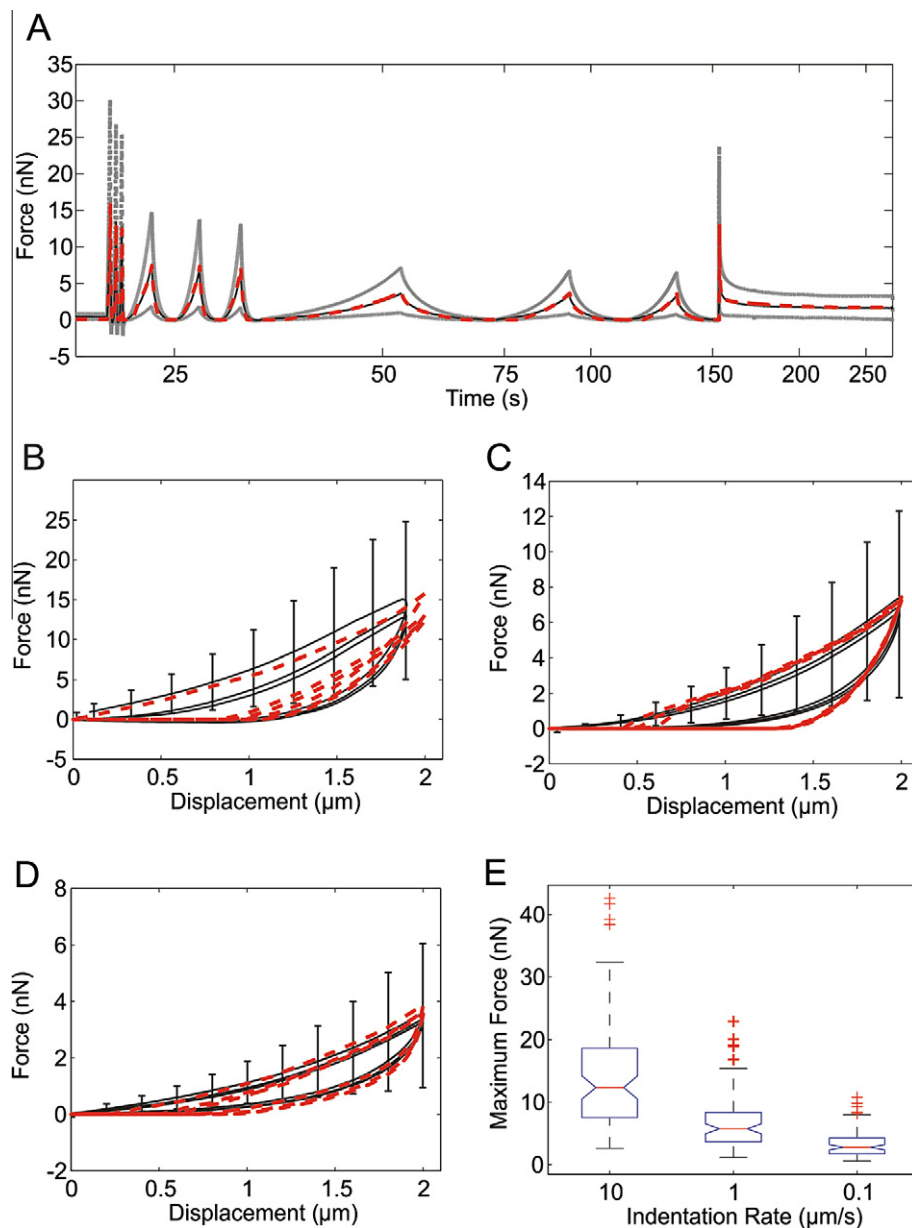 A
Force (nN)
35
30
25
20
15
10
5
0
-5
25 50 75 100 150 200 250
Time (s)
B
Force (nN)
25
20
15
10
5
0
-5
0 0.5 1 1.5 2
Displacement (µm)
C
Force (nN)
14
12
10
8
6
4
2
0
-2
0 0.5 1 1.5 2
Displacement (µm)
D
Force (nN)
8
6
4
2
0
-2
0 0.5 1 1.5 2
Displacement (µm)
E
Maximum Force (nN)
40
30
20
10
0
10 1 0.1
Indentation Rate (µm/s)